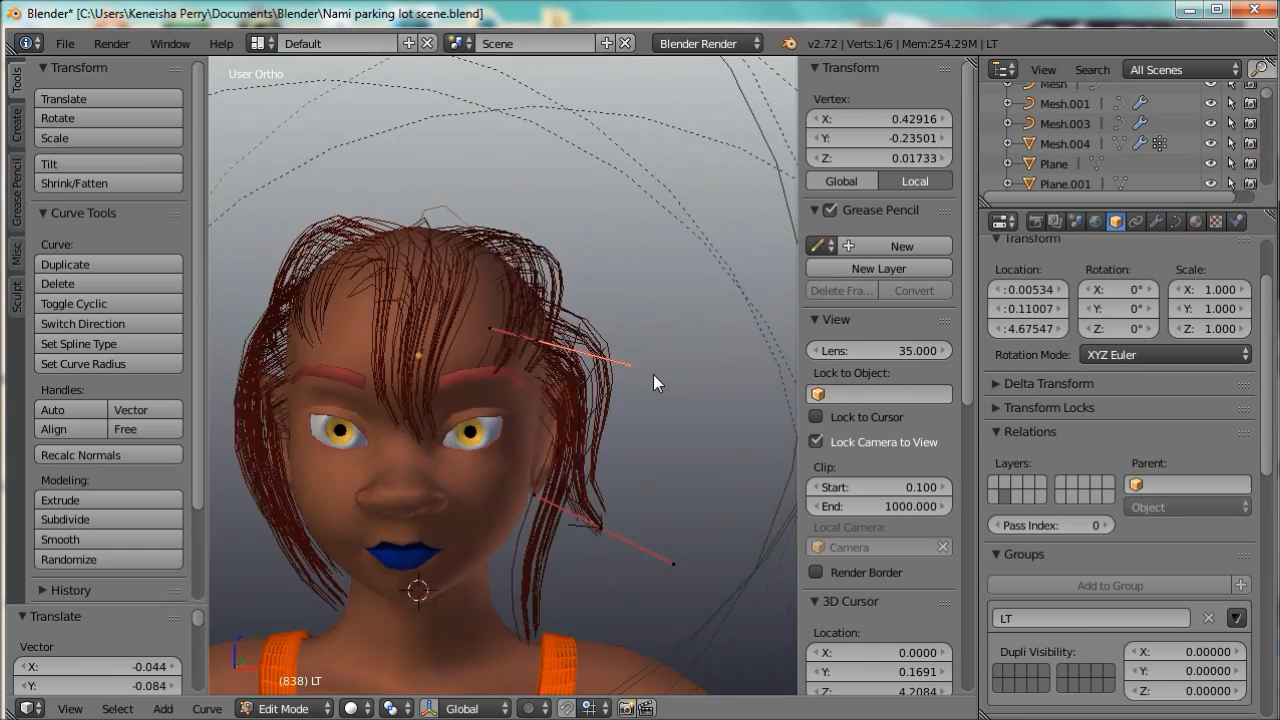 Blender* [C:\Users\Keneisha Perry\Documents\Blender\Nami parking lot scene.blend]
File Render Window Help Default Scene Blender Render v2.72 | Verts:1/6 | Mem:254.29M | LT
Tools
Create
Grease Pencil
Misc
Sculpt
Transform
Translate
Rotate
Scale
Tilt
Shrink/Fatten
Curve Tools
Curve:
Duplicate
Delete
Toggle Cyclic
Switch Direction
Set Spline Type
Set Curve Radius
Handles:
Auto Vector
Align Free
Recalc Normals
Modeling:
Extrude
Subdivide
Smooth
Randomize
History
Translate
Vector
X: -0.044
Y: -0.084
User Ortho
(838) LT
View Select Add Curve Edit Mode Global
Transform
Vertex:
X: 0.42916
Y: -0.23501
Z: 0.01733
Global Local
Grease Pencil
New
New Layer
Delete Fra... Convert
View
Lens: 35.000
Lock to Object:
Lock to Cursor
Lock Camera to View
Clip:
Start: 0.100
End: 1000.000
Local Camera:
Camera
Render Border
3D Cursor
Location:
X: 0.0000
Y: 0.1691
Z: 4.2084
View Search All Scenes
Mesh
Mesh.001
Mesh.003
Mesh.004
Plane
Plane.001
Transform
Location: Rotation: Scale:
:0.00534 X: 0° X: 1.000
:0.11007 Y: 0° Y: 1.000
:4.67547 Z: 0° Z: 1.000
Rotation Mode: XYZ Euler
Delta Transform
Transform Locks
Relations
Layers: Parent:
Object
Pass Index: 0
Groups
Add to Group
LT
Dupli Visibility: X: 0.00000
Y: 0.00000
Z: 0.00000